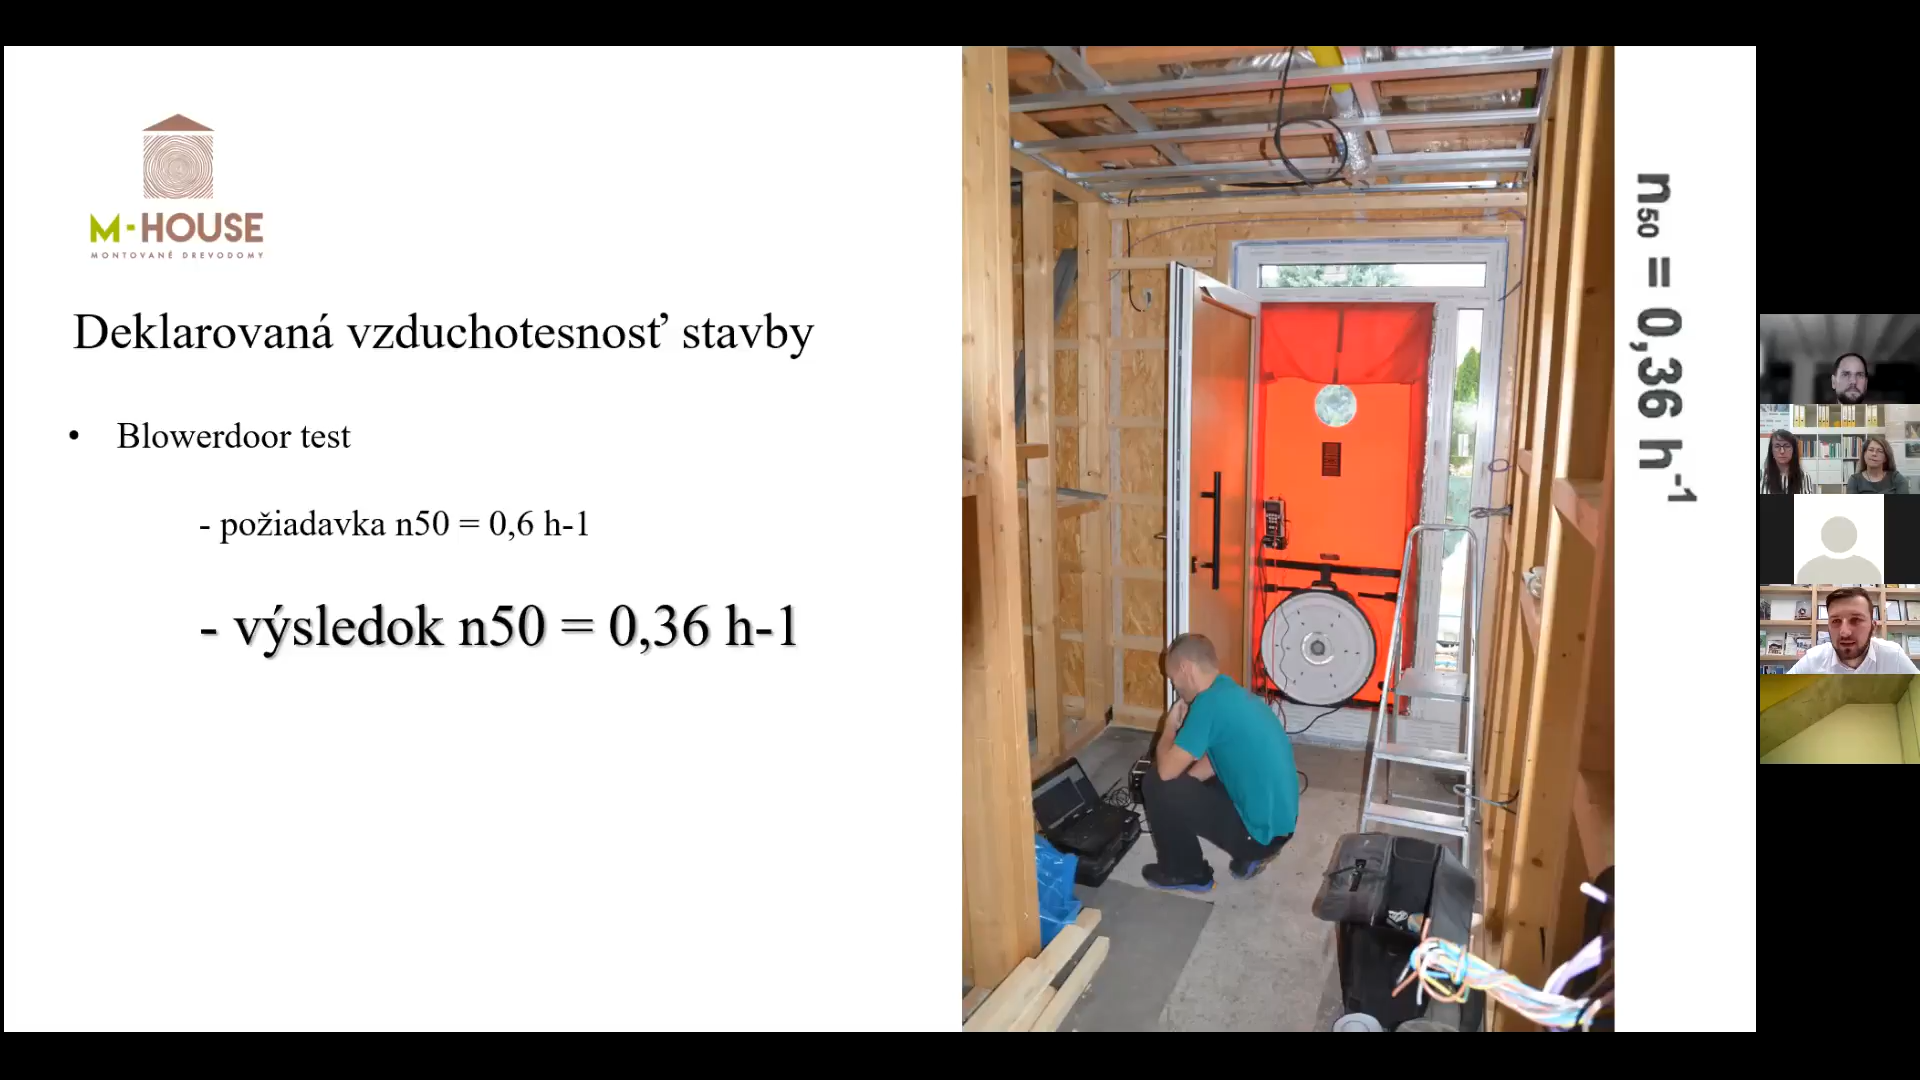 M-HOUSE
MONTOVANÉ DREVODOMY
Deklarovaná vzduchotesnosť stavby
• Blowerdoor test
- požiadavka n50 = 0,6 h-1
- výsledok n50 = 0,36 h-1
n₅₀ = 0,36 h⁻¹